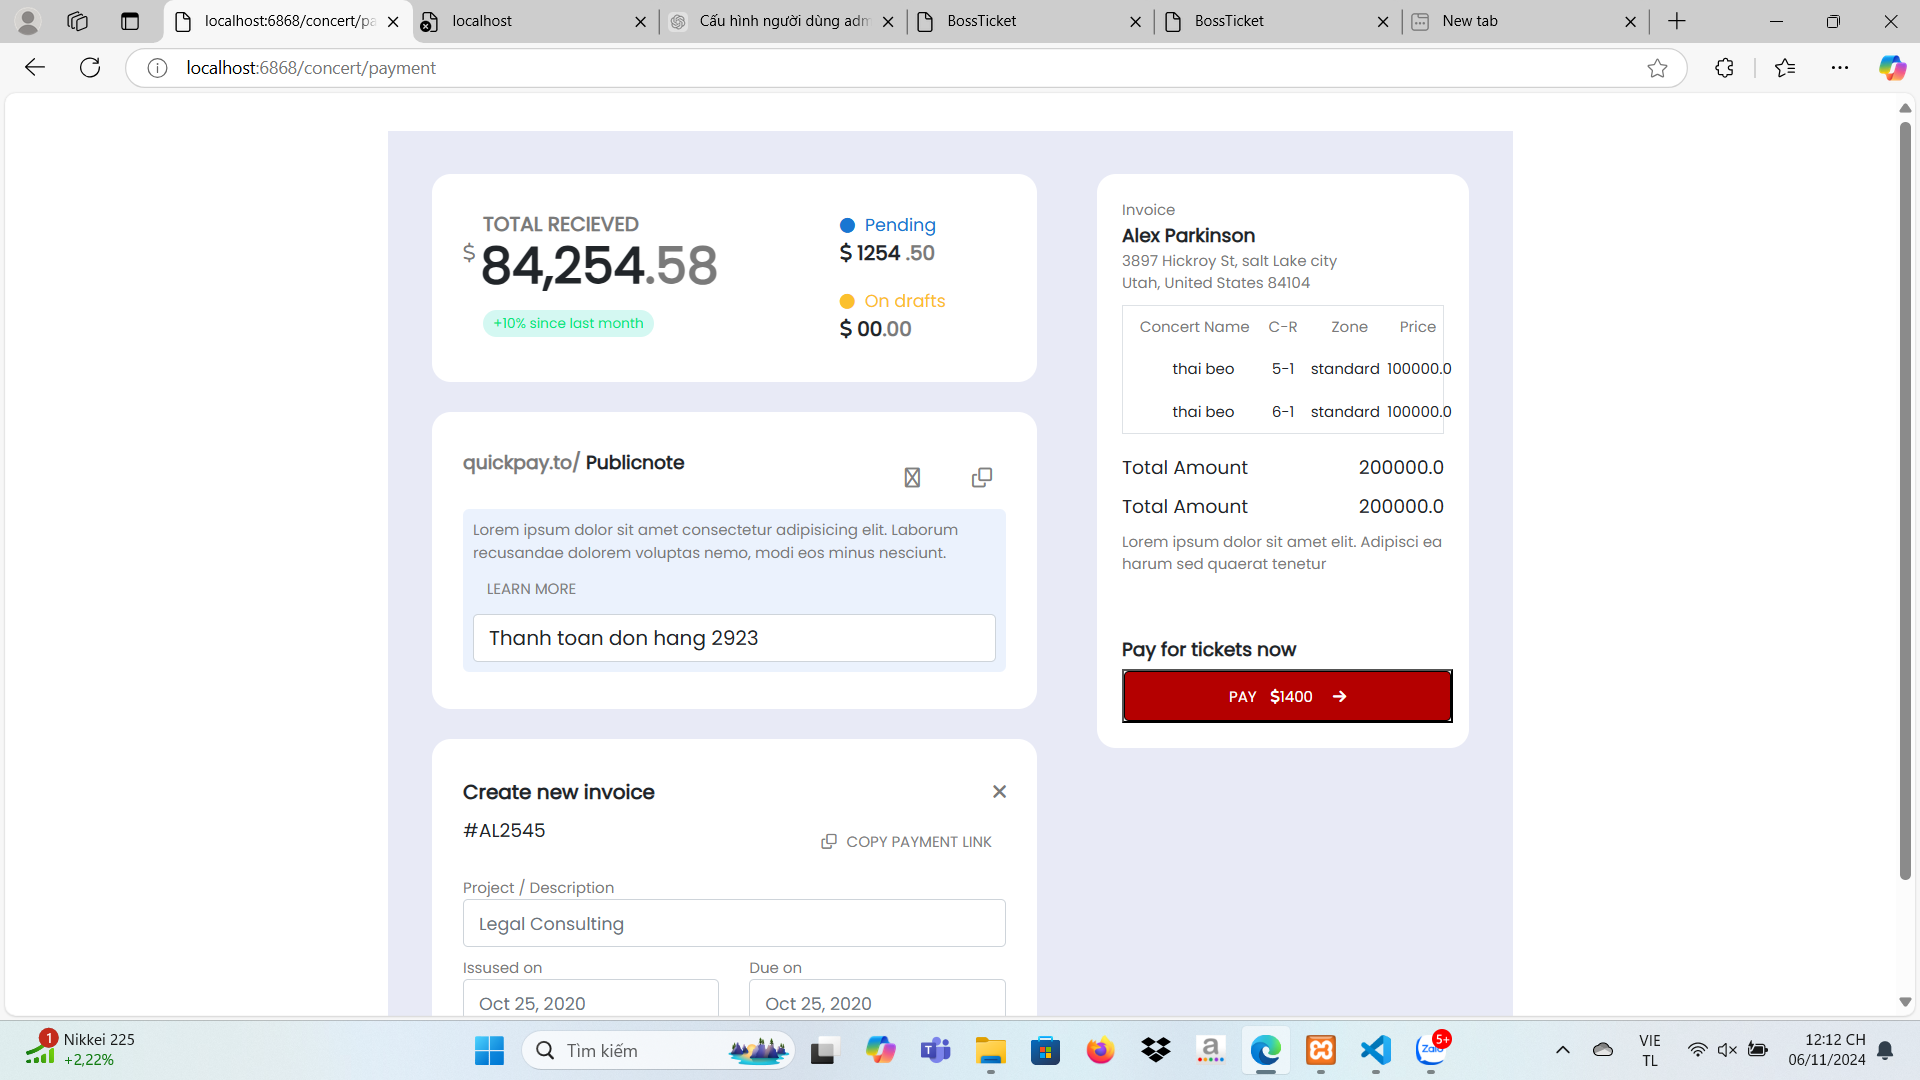 localhost:6868/concert/pa
localhost
Cấu hình người dùng adm
BossTicket
BossTicket
New tab
localhost:6868/concert/payment
TOTAL RECIEVED
$ 84,254.58
+10% since last month
Pending
$ 1254 .50
On drafts
$ 00.00
quickpay.to/ Publicnote
Lorem ipsum dolor sit amet consectetur adipisicing elit. Laborum
recusandae dolorem voluptas nemo, modi eos minus nesciunt.
LEARN MORE
Thanh toan don hang 2923
Create new invoice
#AL2545
COPY PAYMENT LINK
Project / Description
Legal Consulting
Issused on
Due on
Oct 25, 2020
Oct 25, 2020
Invoice
Alex Parkinson
3897 Hickroy St, salt Lake city
Utah, United States 84104
Concert Name C-R Zone Price
thai beo 5-1 standard 100000.0
thai beo 6-1 standard 100000.0
Total Amount 200000.0
Total Amount 200000.0
Lorem ipsum dolor sit amet elit. Adipisci ea
harum sed quaerat tenetur
Pay for tickets now
PAY $1400
1
Nikkei 225
+2,22%
Tìm kiếm
a
Zalo
5+
VIE
TL
12:12 CH
06/11/2024